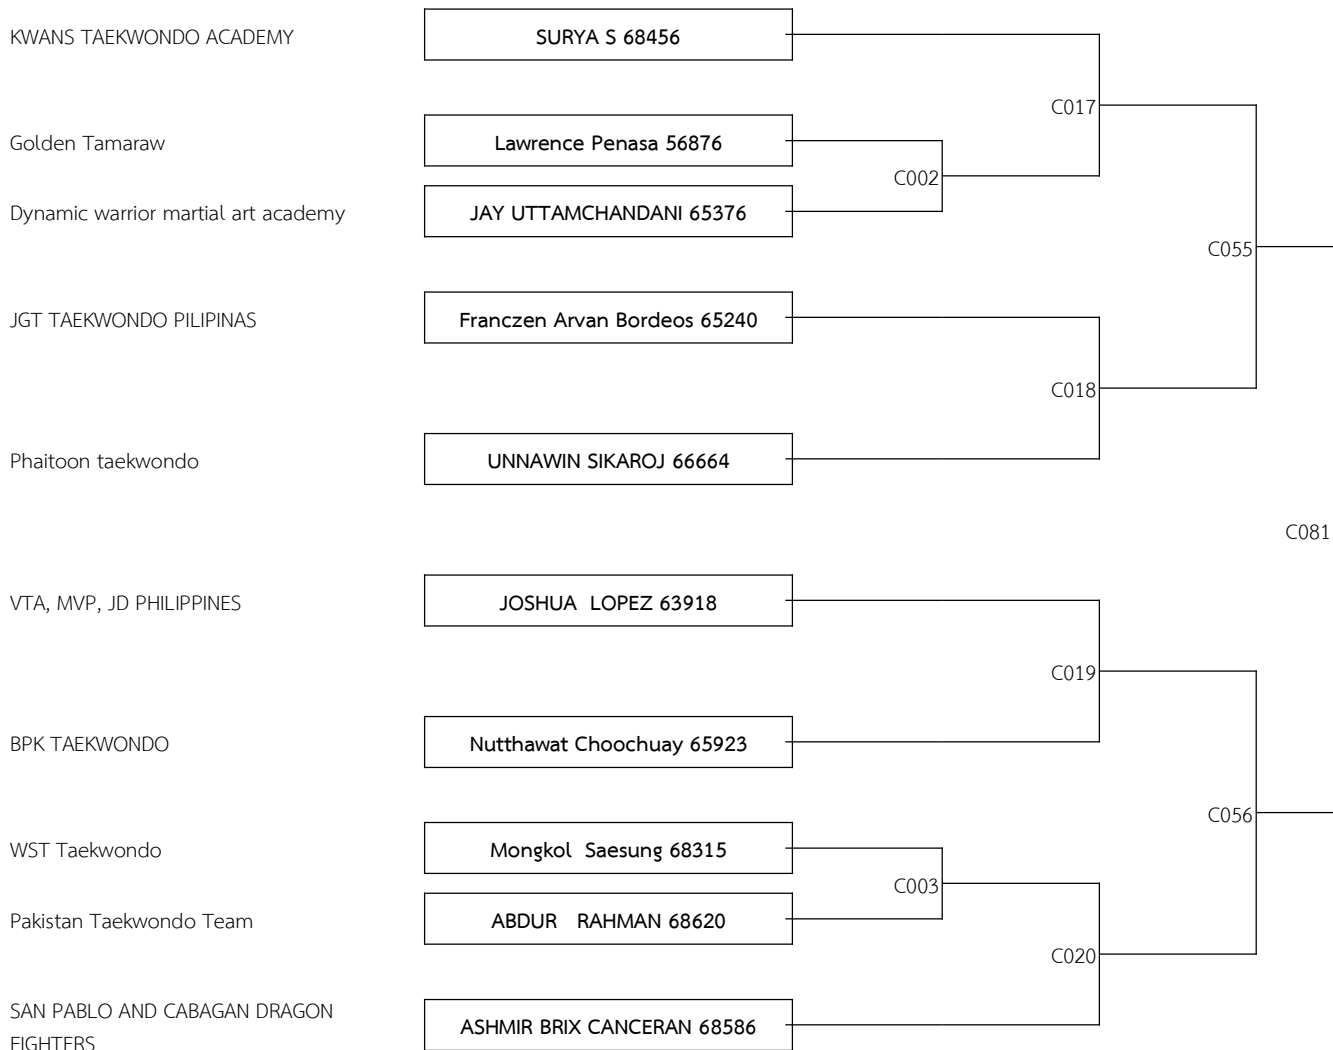 KWANS TAEKWONDO ACADEMY
SURYA S 68456
C017
Golden Tamaraw
Lawrence Penasa 56876
C002
Dynamic warrior martial art academy
JAY UTTAMCHANDANI 65376
C055
JGT TAEKWONDO PILIPINAS
Franczen Arvan Bordeos 65240
C018
Phaitoon taekwondo
UNNAWIN SIKAROJ 66664
C081
VTA, MVP, JD PHILIPPINES
JOSHUA  LOPEZ 63918
C019
BPK TAEKWONDO
Nutthawat Choochuay 65923
C056
WST Taekwondo
Mongkol  Saesung 68315
C003
Pakistan Taekwondo Team
ABDUR   RAHMAN 68620
C020
SAN PABLO AND CABAGAN DRAGON
FIGHTERS
ASHMIR BRIX CANCERAN 68586